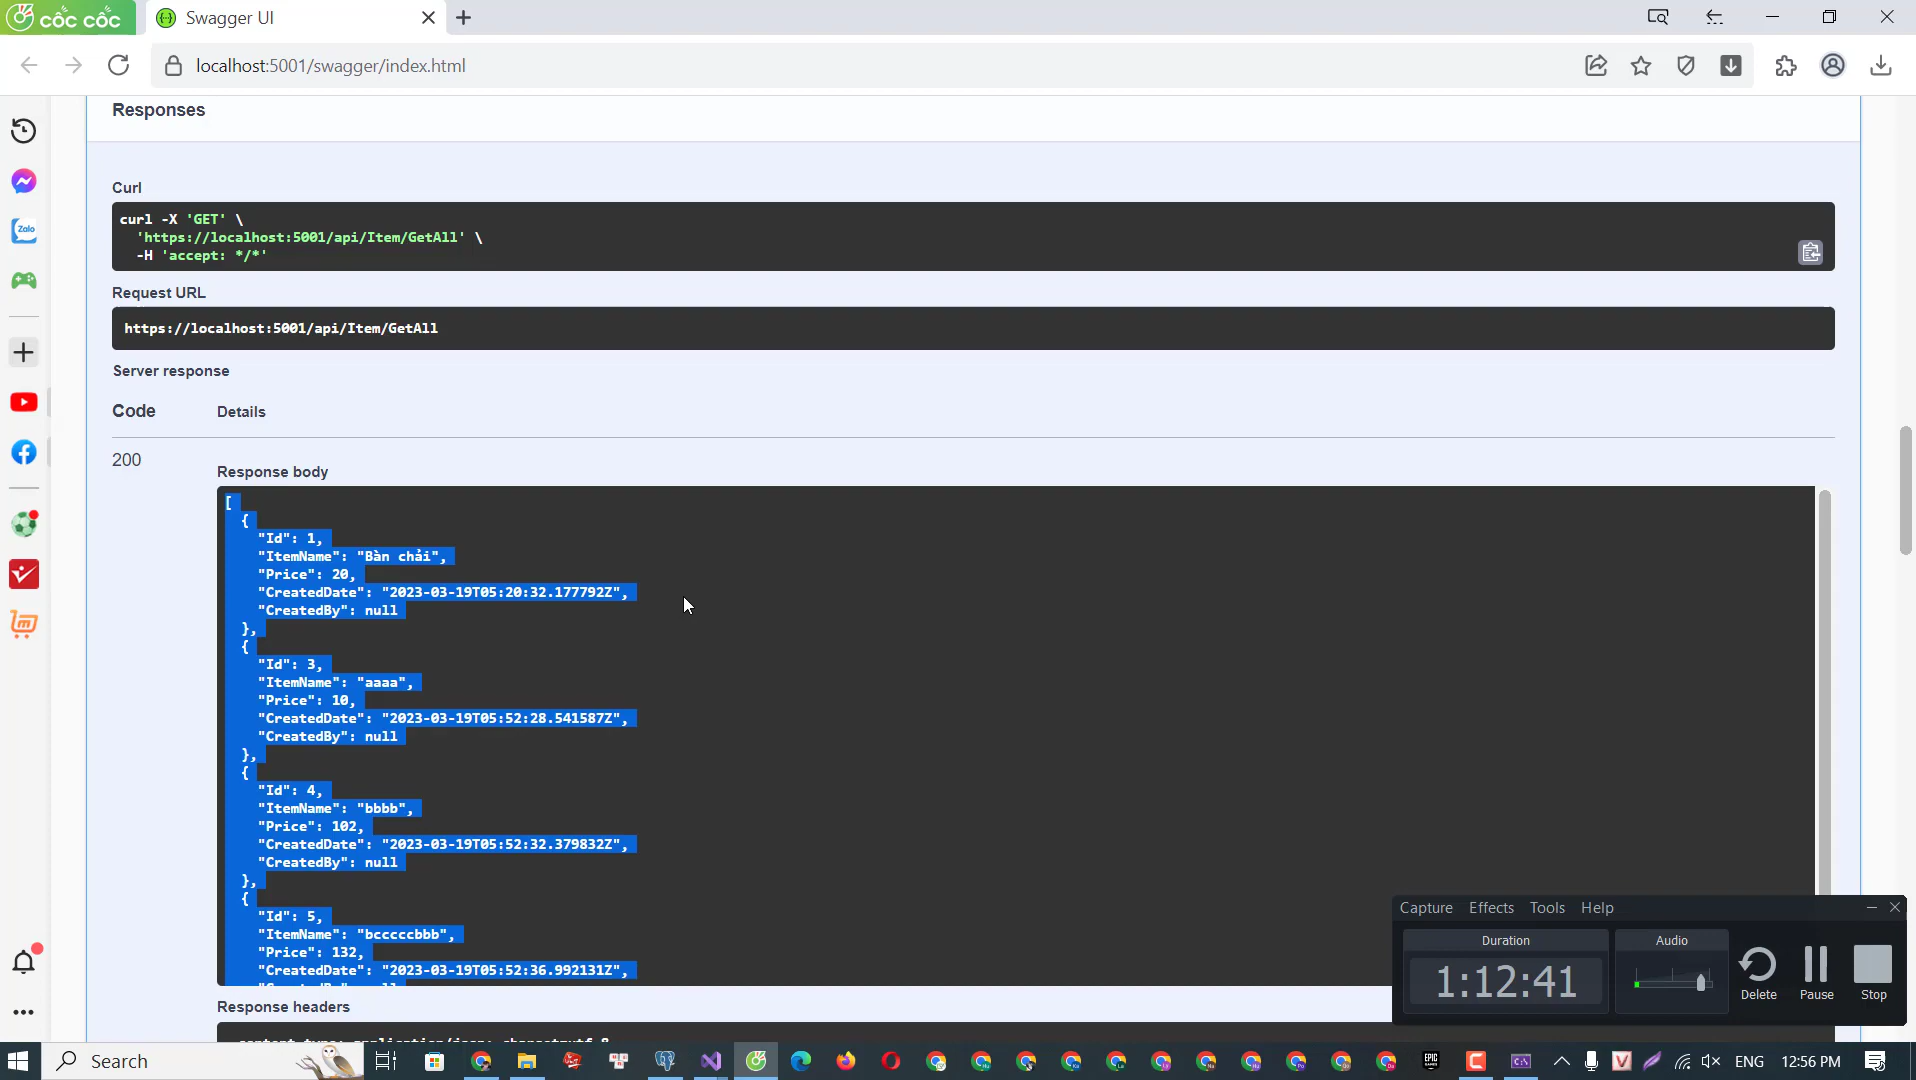 cốc cốc
Swagger UI
localhost:5001/swagger/index.html
Responses
Curl
curl -X 'GET' \
'https://localhost:5001/api/Item/GetAll' \
-H 'accept: */*'
Request URL
https://localhost:5001/api/Item/GetAll
Server response
Code
Details
200
Response body
[
{
"Id": 1,
"ItemName": "Bàn chải",
"Price": 20,
"CreatedDate": "2023-03-19T05:20:32.177792Z",
"CreatedBy": null
},
{
"Id": 3,
"ItemName": "aaaa",
"Price": 10,
"CreatedDate": "2023-03-19T05:52:28.541587Z",
"CreatedBy": null
},
{
"Id": 4,
"ItemName": "bbbb",
"Price": 102,
"CreatedDate": "2023-03-19T05:52:32.379832Z",
"CreatedBy": null
},
{
"Id": 5,
"ItemName": "bcccccbbb",
"Price": 132,
"CreatedDate": "2023-03-19T05:52:36.992131Z",
Response headers
Zalo
Capture Effects Tools Help
Duration
Audio
1:12:41
Delete
Pause
Stop
Search
EPIC
ENG
12:56 PM